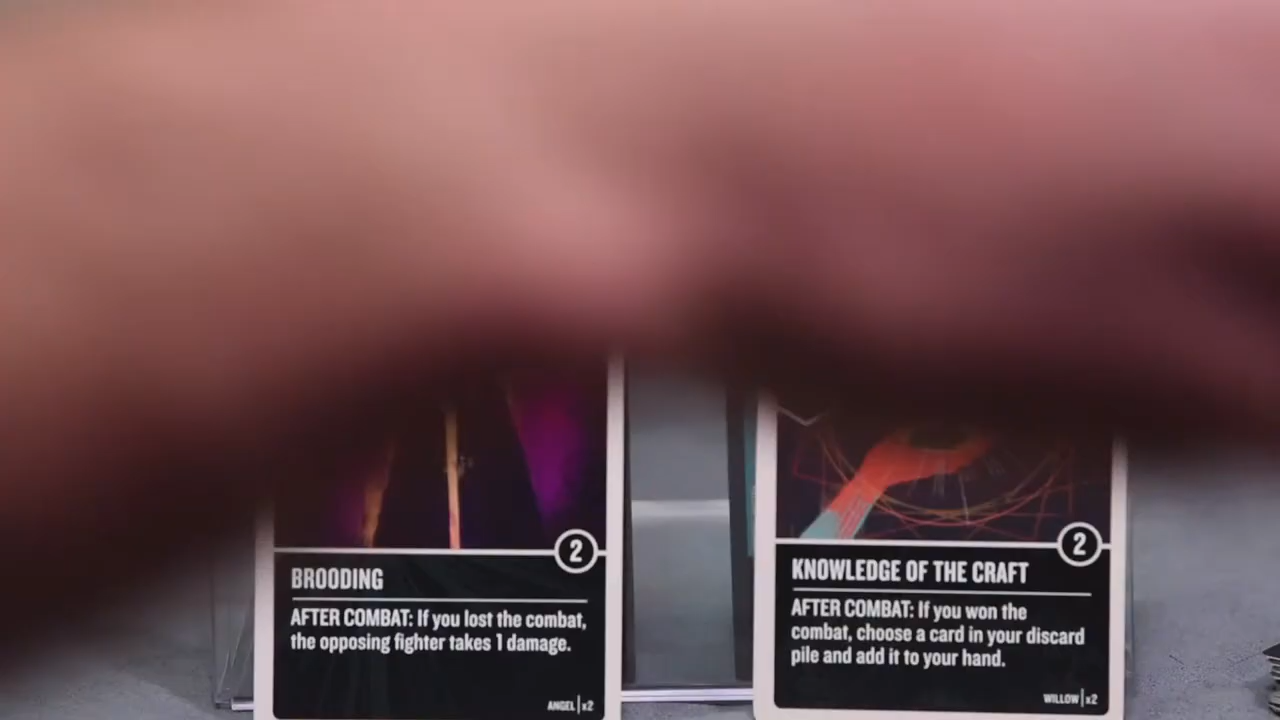 2
BROODING
AFTER COMBAT: If you lost the combat,
the opposing fighter takes 1 damage.
ANGEL | x2
2
KNOWLEDGE OF THE CRAFT
AFTER COMBAT: If you won the
combat, choose a card in your discard
pile and add it to your hand.
WILLOW | x2